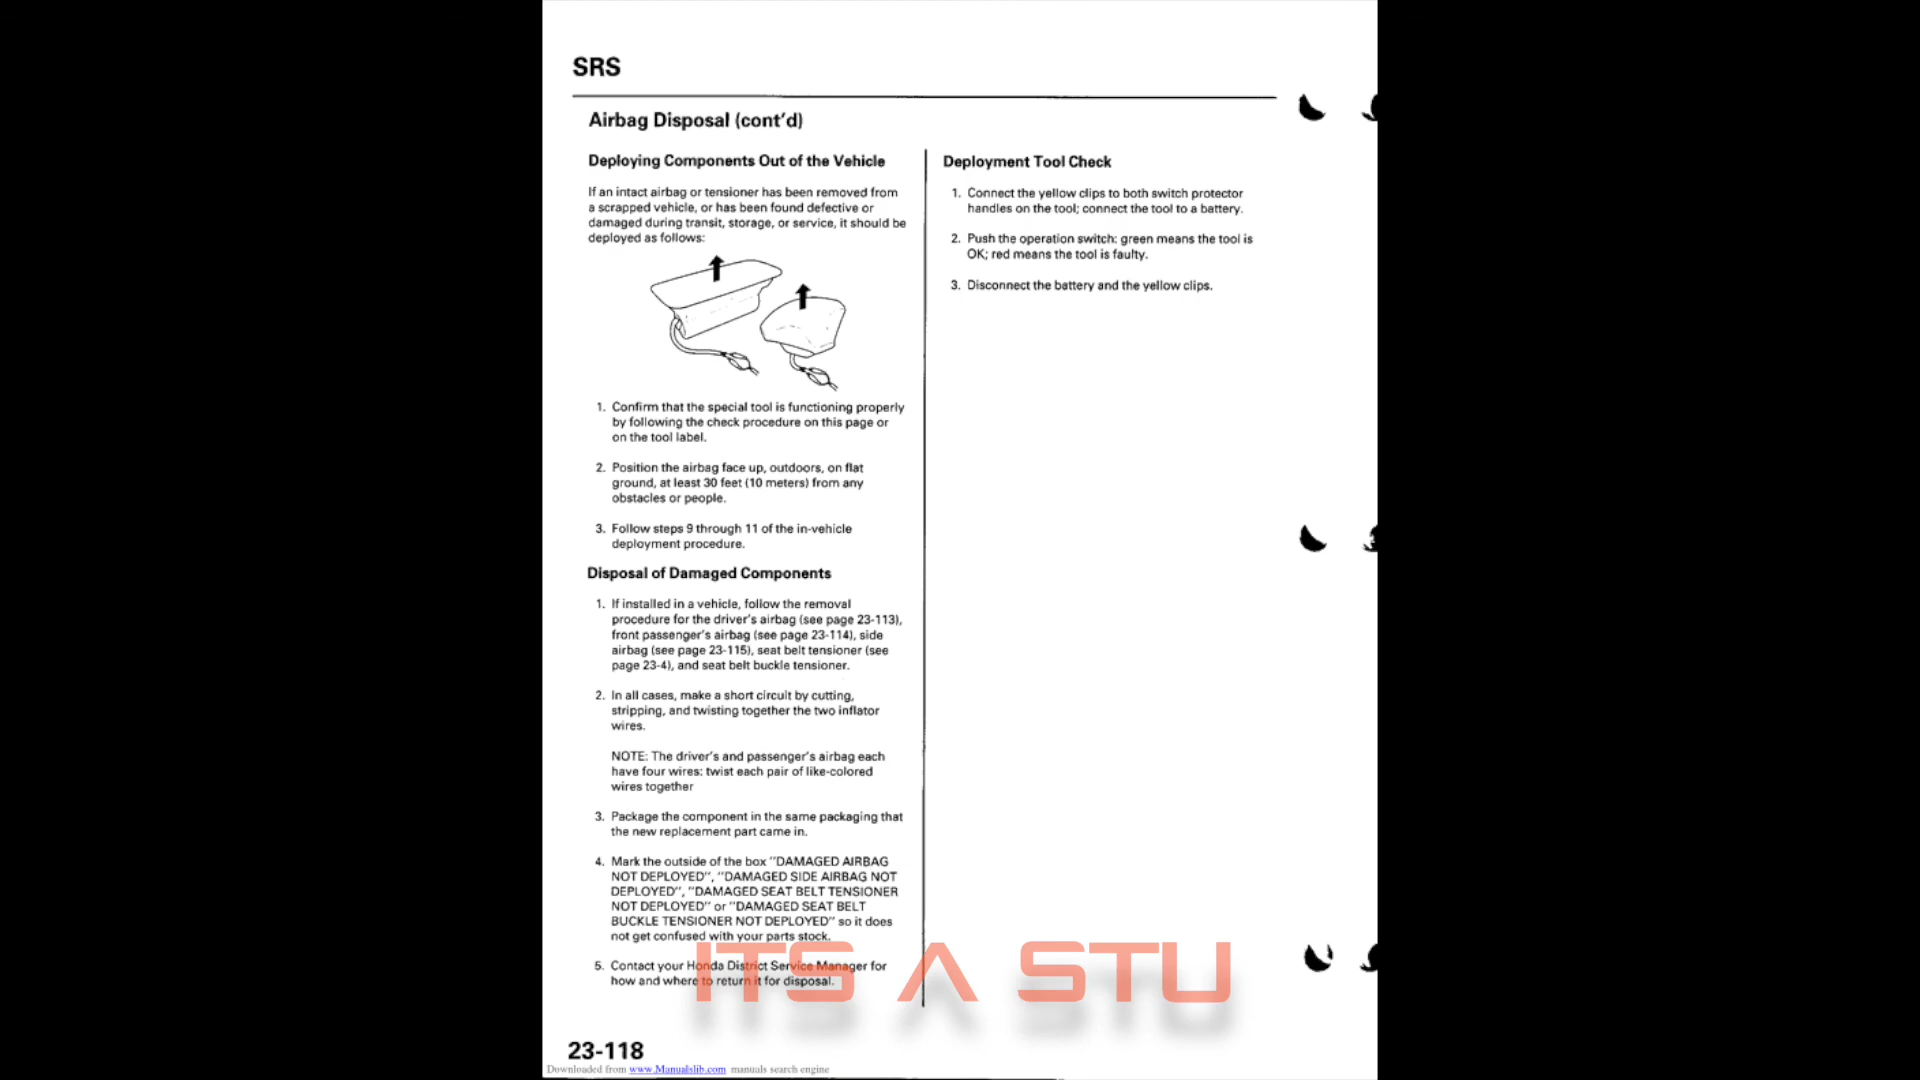 SRS
Airbag Disposal (cont'd)
Deploying Components Out of the Vehicle
If an intact airbag or tensioner has been removed from
a scrapped vehicle, or has been found defective or
damaged during transit, storage, or service, it should be
deployed as follows:
1. Confirm that the special tool is functioning properly
by following the check procedure on this page or
on the tool label.
2. Position the airbag face up, outdoors, on flat
ground, at least 30 feet (10 meters) from any
obstacles or people.
3. Follow steps 9 through 11 of the in-vehicle
deployment procedure.
Disposal of Damaged Components
1. If installed in a vehicle, follow the removal
procedure for the driver's airbag (see page 23-113),
front passenger's airbag (see page 23-114), side
airbag (see page 23-115), seat belt tensioner (see
page 23-4), and seat belt buckle tensioner.
2. In all cases, make a short circuit by cutting,
stripping, and twisting together the two inflator
wires.
NOTE: The driver's and passenger's airbag each
have four wires: twist each pair of like-colored
wires together
3. Package the component in the same packaging that
the new replacement part came in.
4. Mark the outside of the box "DAMAGED AIRBAG
NOT DEPLOYED", "DAMAGED SIDE AIRBAG NOT
DEPLOYED", "DAMAGED SEAT BELT TENSIONER
NOT DEPLOYED" or "DAMAGED SEAT BELT
BUCKLE TENSIONER NOT DEPLOYED" so it does
not get confused with your parts stock.
5. Contact your Honda District Service Manager for
how and where to return it for disposal.
Deployment Tool Check
1. Connect the yellow clips to both switch protector
handles on the tool; connect the tool to a battery.
2. Push the operation switch: green means the tool is
OK; red means the tool is faulty.
3. Disconnect the battery and the yellow clips.
ITS A STU
23-118
Downloaded from www.Manualslib.com manuals search engine